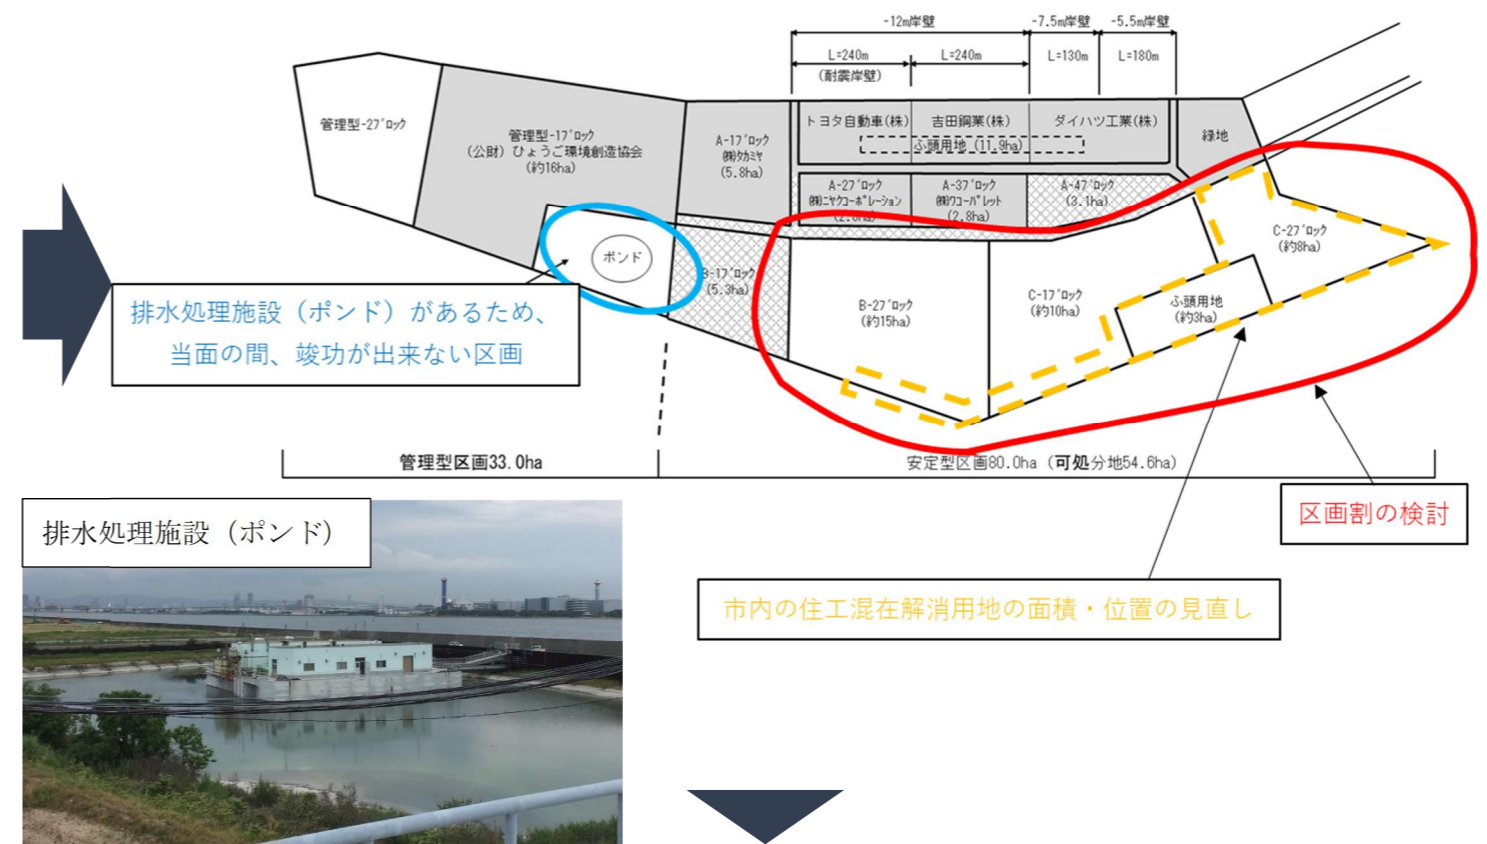 -12m岸壁
-7.5m岸壁
-5.5m岸壁
L=240m
(耐震岸壁)
L=240m
L=130m
L=180m
管理型-2ブロック
管理型-1ブロック
(公財)ひょうご環境創造協会
(約16ha)
A-1ブロック
㈱タカミヤ
(5.8ha)
トヨタ自動車(株)
吉田鋼業(株)
ダイハツ工業(株)
ふ頭用地(11.9ha)
緑地
A-2ブロック
㈱ニヤクコーポレーション
A-3ブロック
㈱ワコーパレット
(2.8ha)
A-4ブロック
(3.1ha)
ポンド
B-1ブロック
(5.3ha)
B-2ブロック
(約15ha)
C-1ブロック
(約10ha)
ふ頭用地
(約3ha)
C-2ブロック
(約8ha)
排水処理施設(ポンド)があるため、
当面の間、竣功が出来ない区画
管理型区画33.0ha
安定型区画80.0ha(可処分地54.6ha)
区画割の検討
市内の住工混在解消用地の面積・位置の見直し
排水処理施設(ポンド)